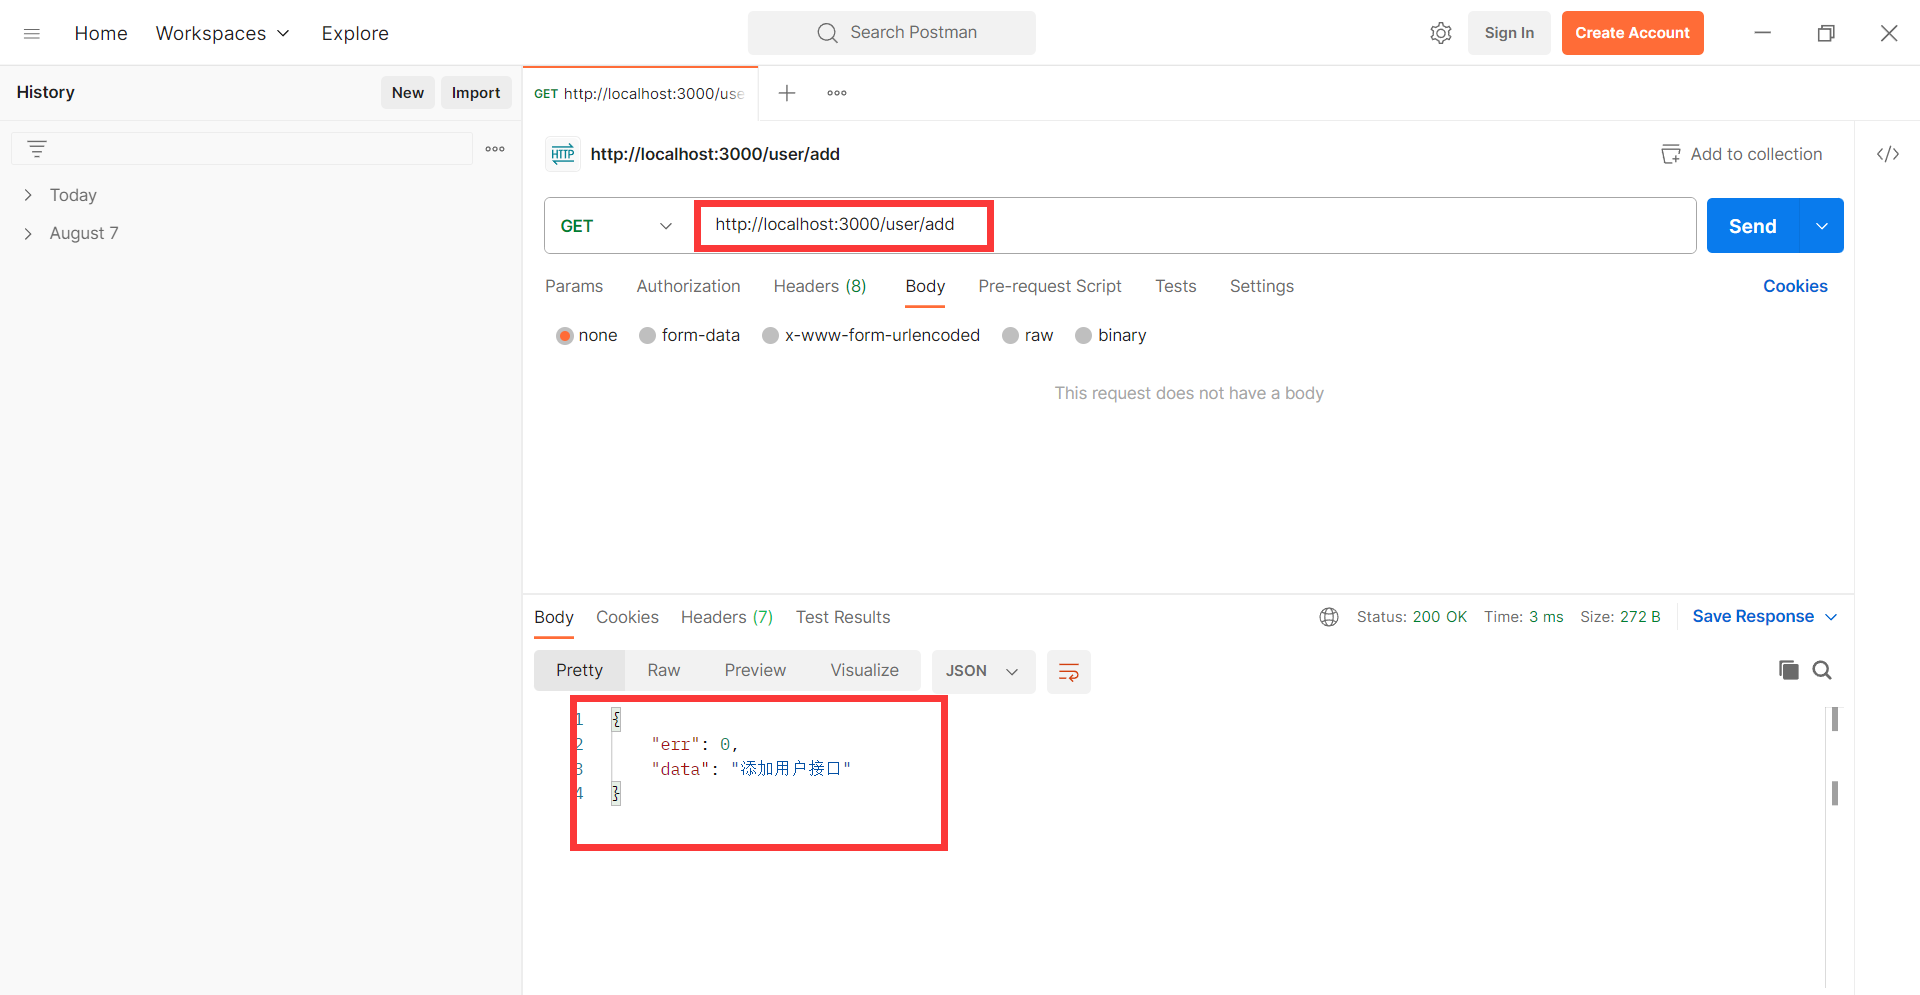 Home
Workspaces
Explore
Search Postman
Sign In
Create Account
History
New
Import
GET http://localhost:3000/use
HTTP
http://localhost:3000/user/add
Add to collection
Today
August 7
GET
http://localhost:3000/user/add
Send
Params
Authorization
Headers (8)
Body
Pre-request Script
Tests
Settings
Cookies
none
form-data
x-www-form-urlencoded
raw
binary
This request does not have a body
Body
Cookies
Headers (7)
Test Results
Status: 200 OK
Time: 3 ms
Size: 272 B
Save Response
Pretty
Raw
Preview
Visualize
JSON
1 {
2 "err": 0,
3 "data": "添加用户接口"
4 }